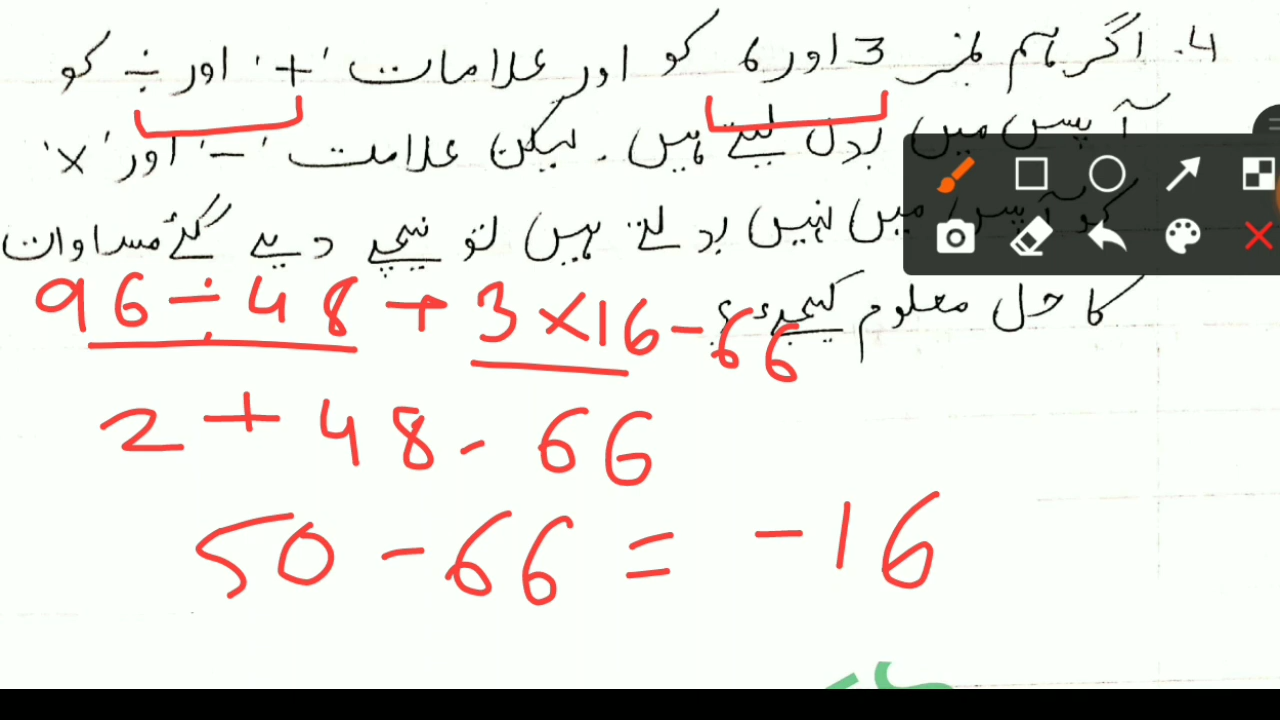 4. اگر ہم نمبر 3 اور 6 کو اور علامات '+' اور ÷ کو
آپس میں بدل لیتے ہیں۔ لیکن علامت '−' اور '×'
کو آپس میں نہیں بدلتے ہیں تو نیچے دیے گئے مساوات
کا حل معلوم کیجیے؟
96 ÷ 48 + 3 × 16 − 66
2 + 48 - 66
50 - 66 = -16